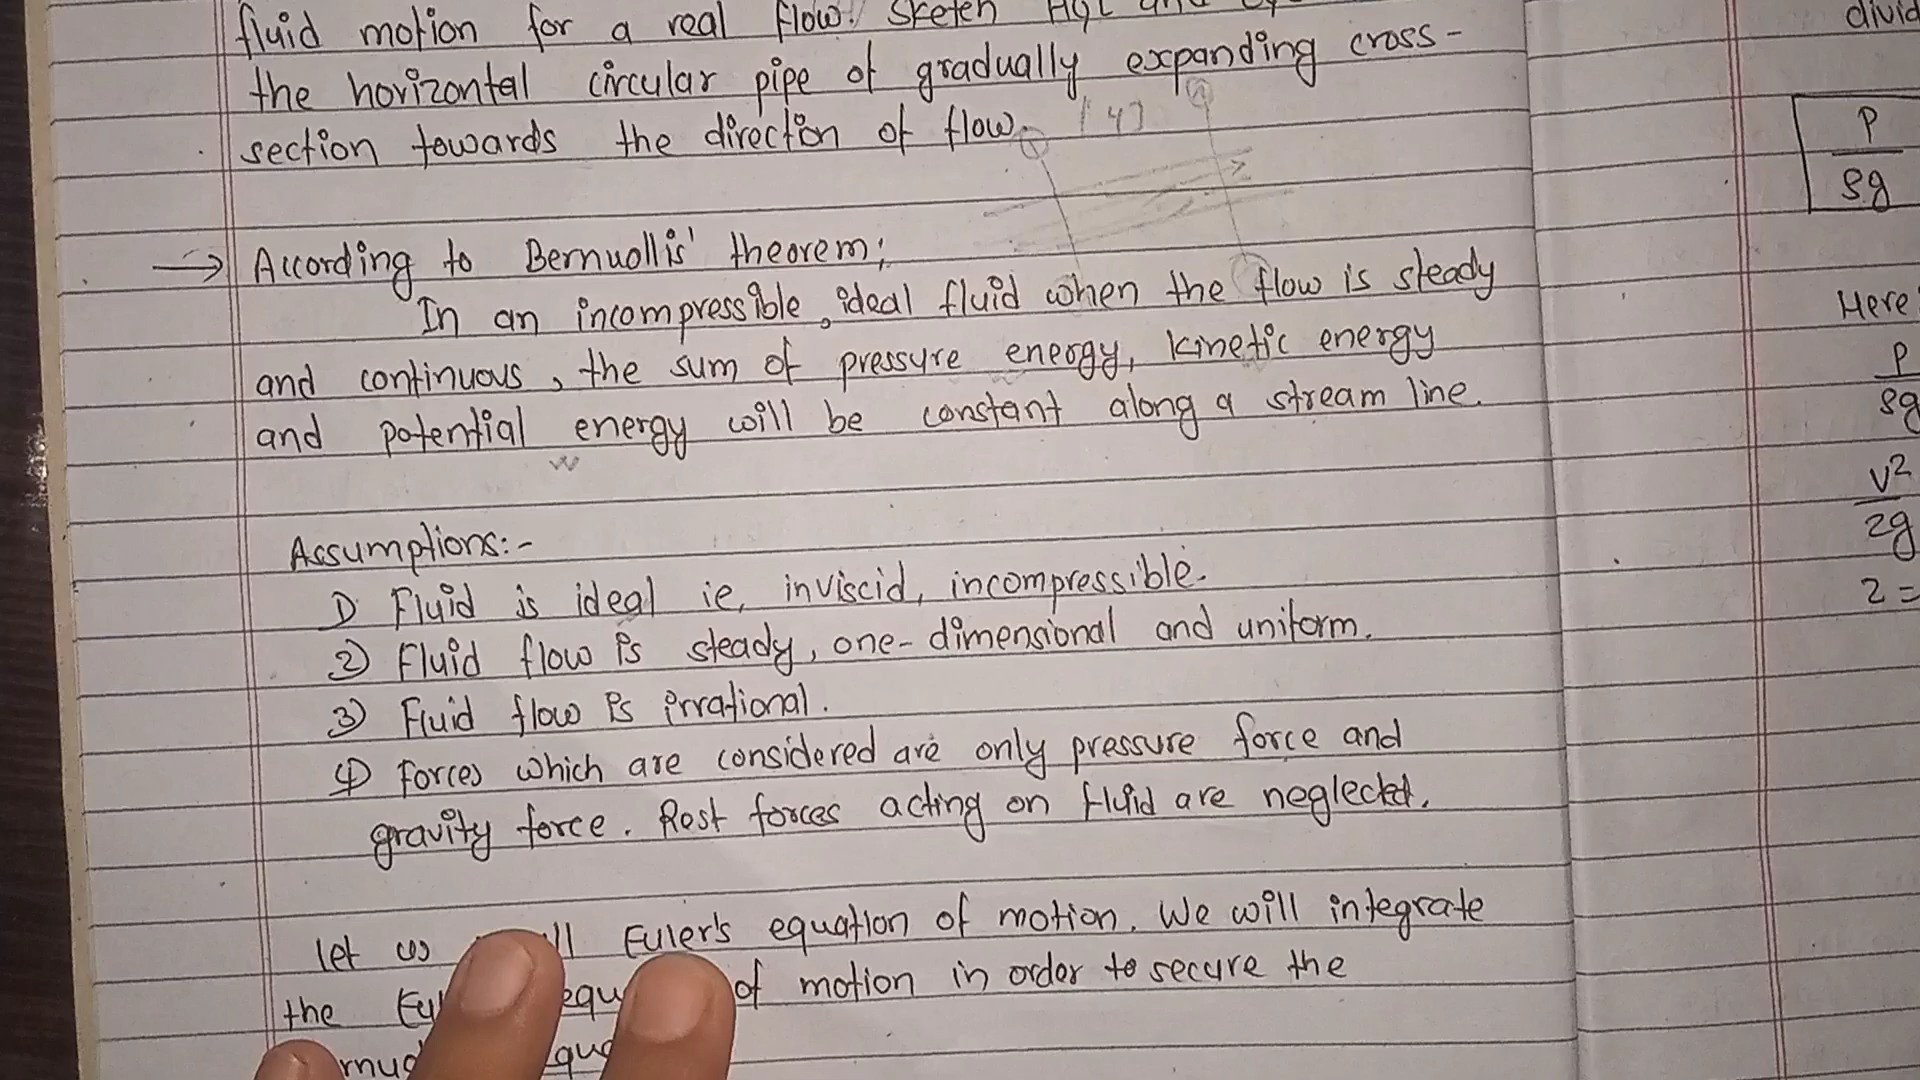 fluid motion for a real flow. Sketch HGL and
the horizontal circular pipe of gradually expanding cross-
section towards the direction of flow. [4]
→ According to Bernuollis' theorem;
In an incompressible, ideal fluid when the flow is steady
and continuous, the sum of pressure energy, kinetic energy
and potential energy will be constant along a stream line.
Assumptions:-
1) Fluid is ideal ie, inviscid, incompressible.
2) Fluid flow is steady, one-dimensional and uniform.
3) Fluid flow is irrational.
4) Forces which are considered are only pressure force and
gravity force. Rest forces acting on fluid are neglected.
Let us Euler's equation of motion. We will integrate
the of motion in order to secure the
divid
P
ρg
Here
P
ρg
v²
2g
z =